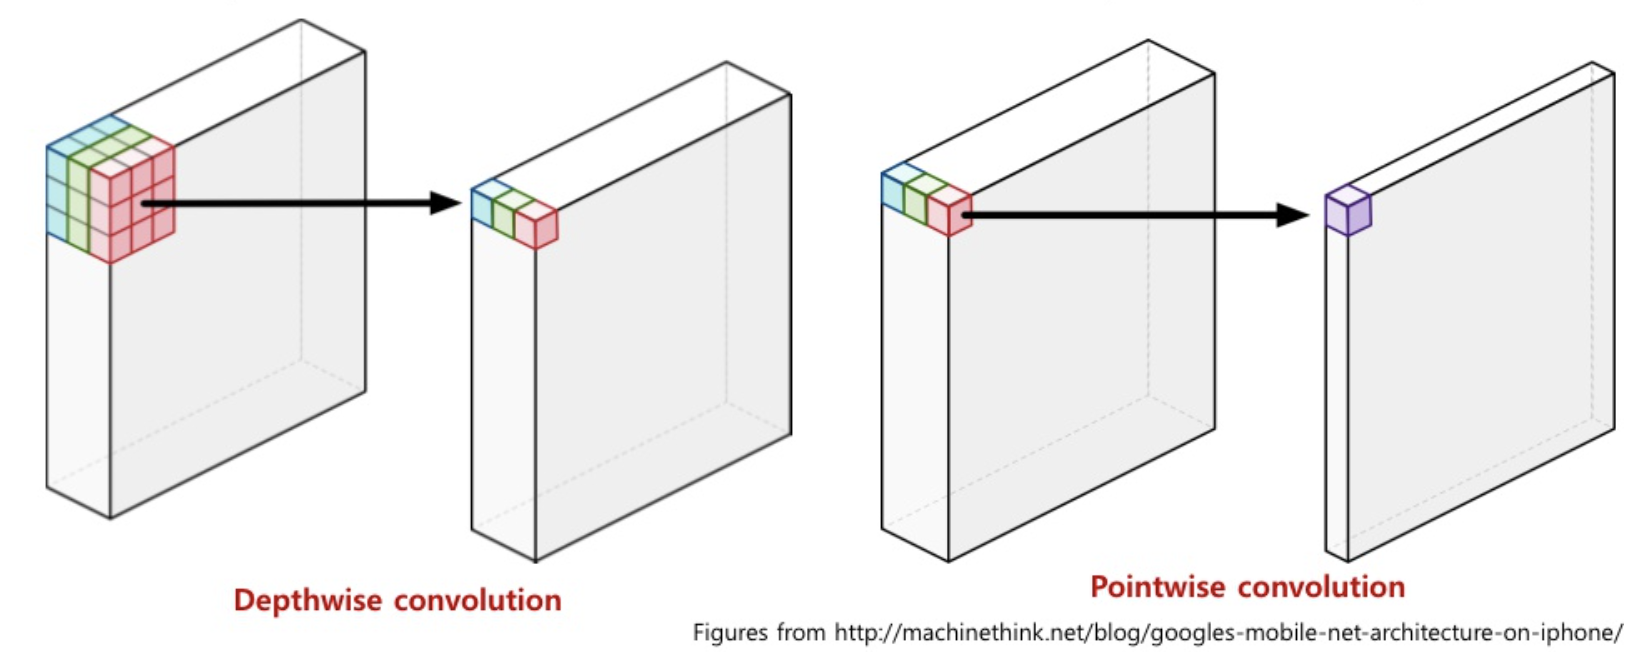 Depthwise convolution
Pointwise convolution
Figures from http://machinethink.net/blog/googles-mobile-net-architecture-on-iphone/